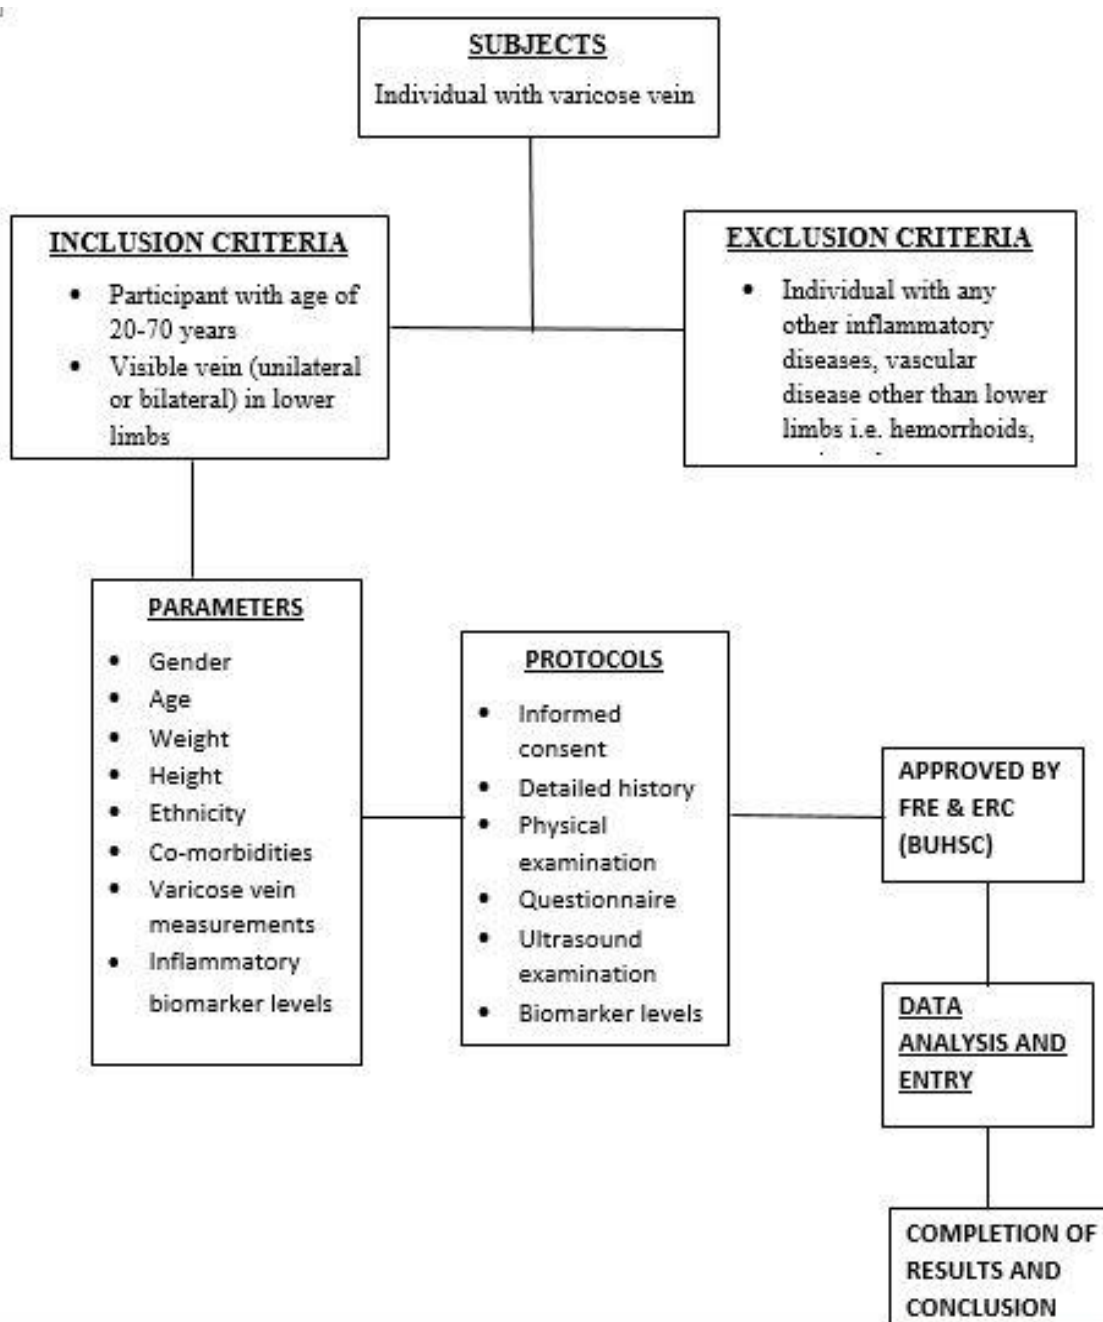 SUBJECTS
Individual with varicose vein
INCLUSION CRITERIA
• Participant with age of
20-70 years
• Visible vein (unilateral
or bilateral) in lower
limbs
EXCLUSION CRITERIA
• Individual with any
other inflammatory
diseases, vascular
disease other than lower
limbs i.e. hemorrhoids,
PARAMETERS
• Gender
• Age
• Weight
• Height
• Ethnicity
• Co-morbidities
• Varicose vein
measurements
• Inflammatory
biomarker levels
PROTOCOLS
• Informed
consent
• Detailed history
• Physical
examination
• Questionnaire
• Ultrasound
examination
• Biomarker levels
APPROVED BY
FRE & ERC
(BUHSC)
DATA
ANALYSIS AND
ENTRY
COMPLETION OF
RESULTS AND
CONCLUSION